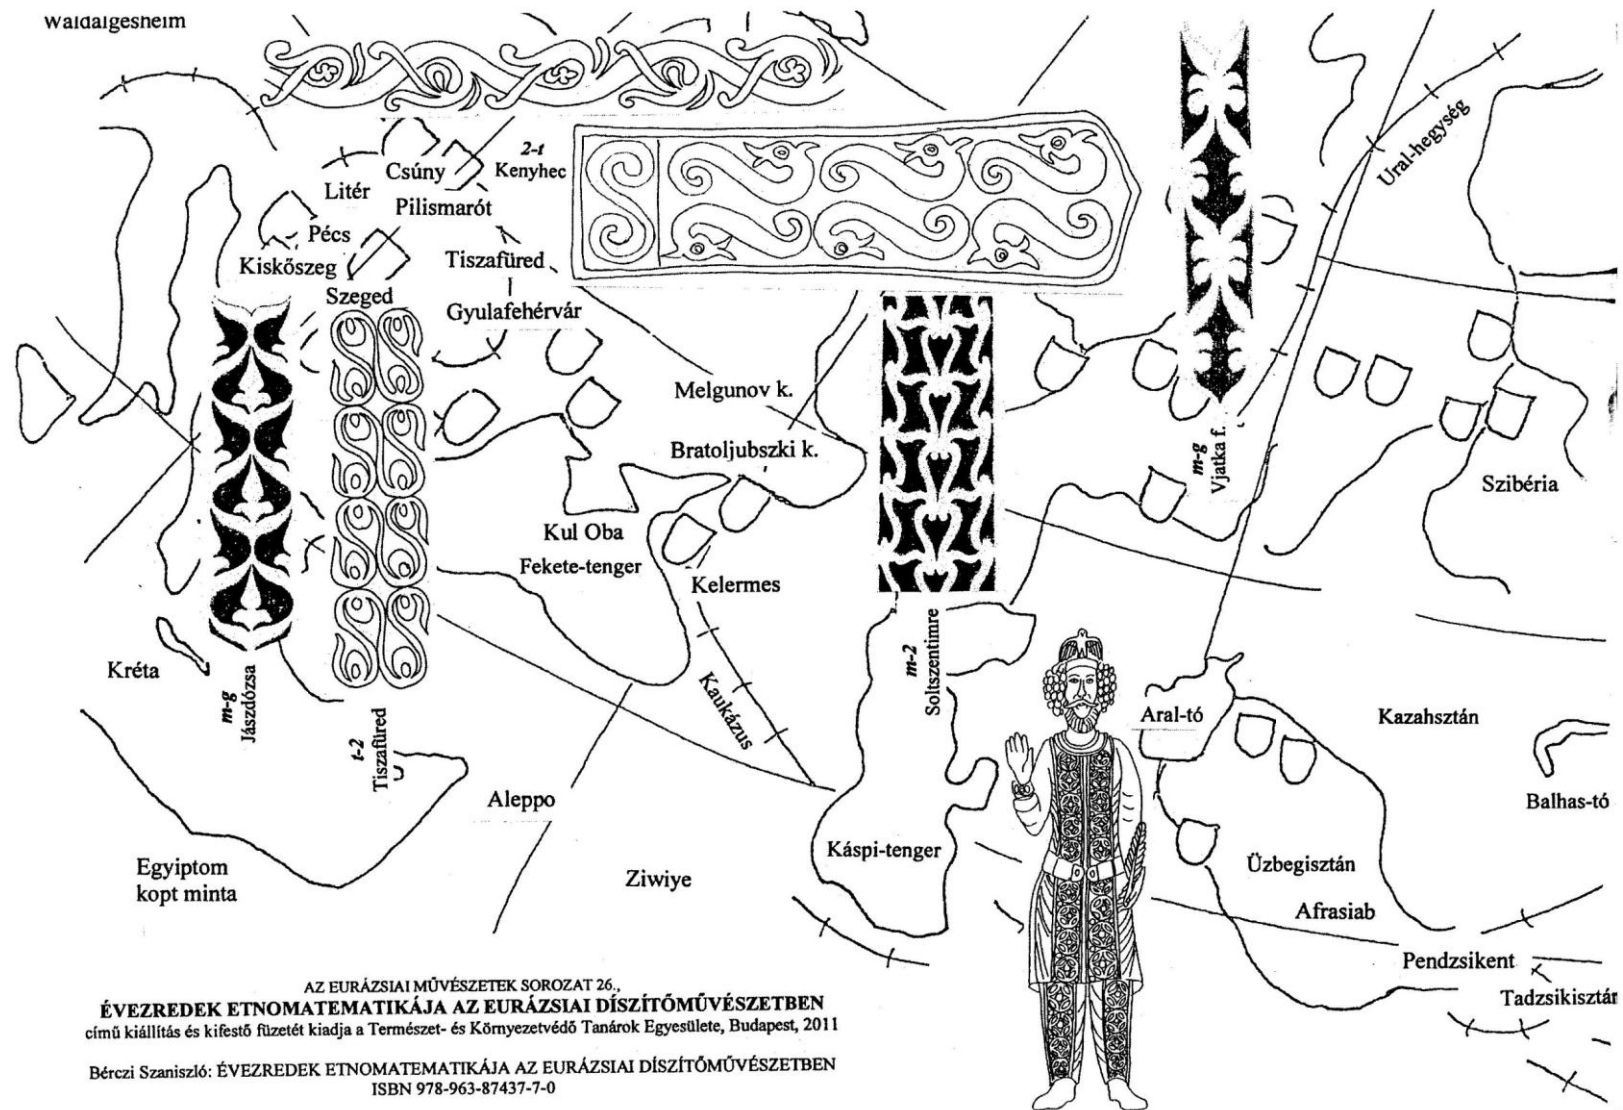 Waldalgesheim
Ural-hegység
2-t
Kenyhec
Csúny
Litér
Pilismarót
Pécs
Kiskőszeg
Tiszafüred
Szeged
Gyulafehérvár
Melgunov k.
Bratoljubszki k.
m-g
Vjatka f.
Szibéria
Kul Oba
Fekete-tenger
Kelermes
Kréta
m-g
Jászdózsa
t-2
Tiszafüred
Kaukázus
m-2
Soltszentimre
Aral-tó
Kazahsztán
Aleppo
Balhas-tó
Egyiptom
kopt minta
Ziwiye
Káspi-tenger
Üzbegisztán
Afrasiab
Pendzsikent
Tadzsikisztán
AZ EURÁZSIAI MŰVÉSZETEK SOROZAT 26.,
ÉVEZREDEK ETNOMATEMATIKÁJA AZ EURÁZSIAI DÍSZÍTŐMŰVÉSZETBEN
című kiállítás és kifestő füzetét kiadja a Természet- és Környezetvédő Tanárok Egyesülete, Budapest, 2011
Bérczi Szaniszló: ÉVEZREDEK ETNOMATEMATIKÁJA AZ EURÁZSIAI DÍSZÍTŐMŰVÉSZETBEN
ISBN 978-963-87437-7-0